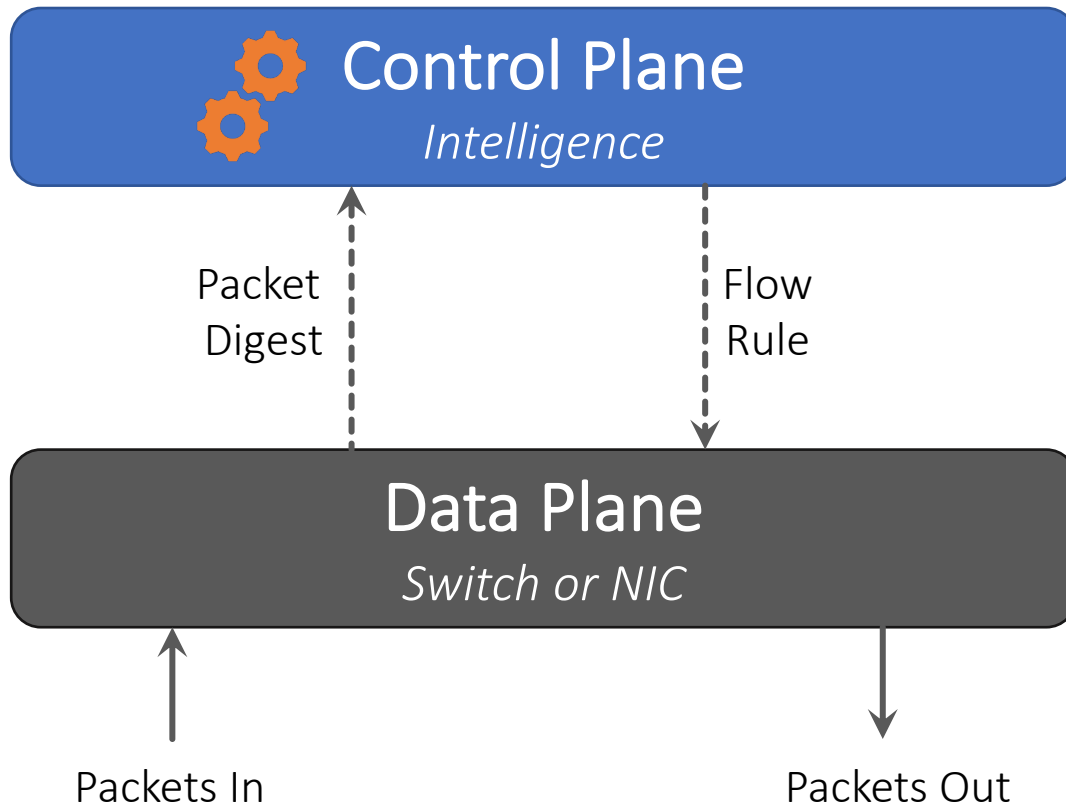 Control Plane
Intelligence
Packet
Digest
Flow
Rule
Data Plane
Switch or NIC
Packets In
Packets Out